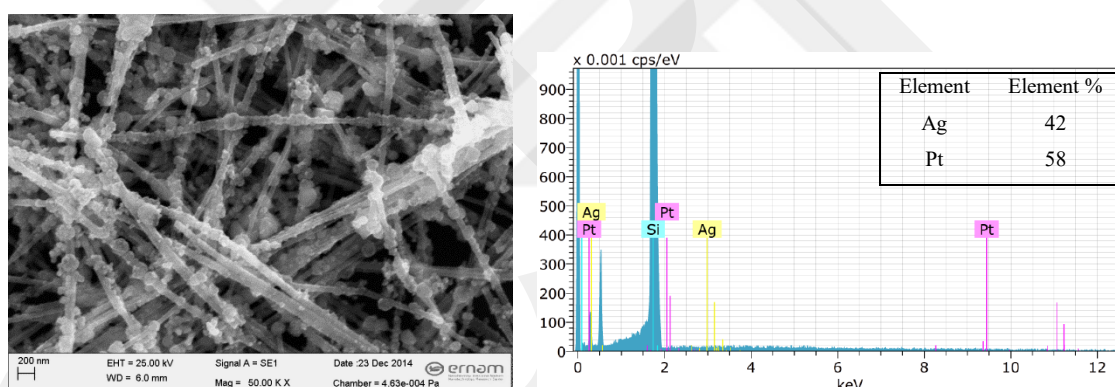 200 nm
EHT = 25.00 kV
Signal A = SE1
Date :23 Dec 2014
WD = 6.0 mm
Mag = 50.00 K X
Chamber = 4.63e-004 Pa
ernam
x 0.001 cps/eV
900
800
700
600
500
400
300
200
100
0
Ag
Pt
Si
Pt
Ag
Pt
0 2 4 6 8 10 12
keV
Element Element %
Ag 42
Pt 58